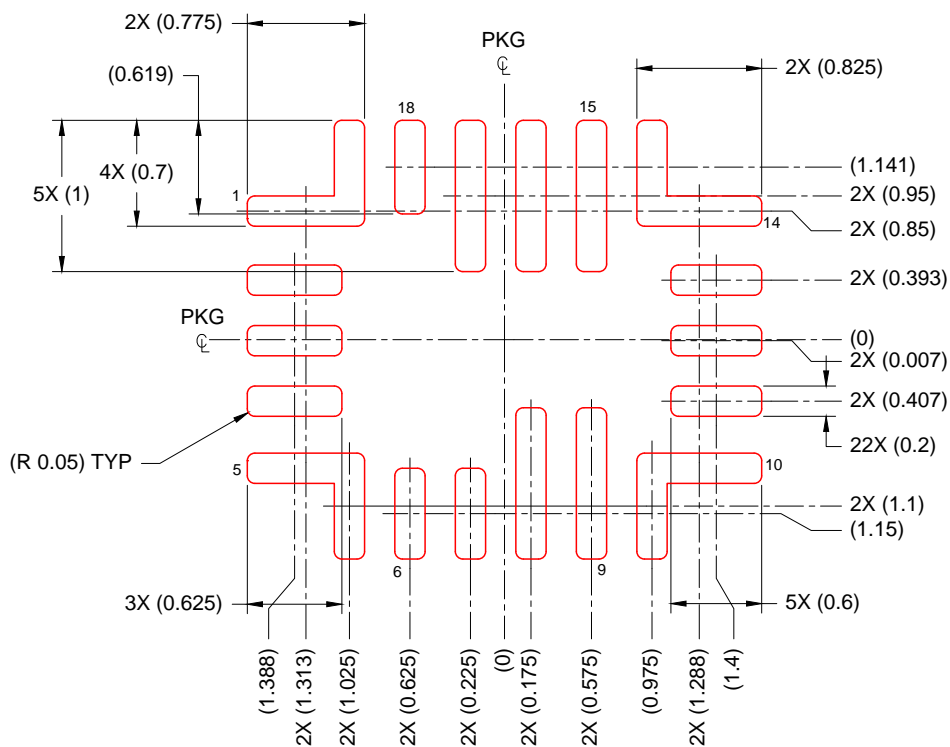 2X (0.775)
PKG
℄
(0.619)
2X (0.825)
18
15
4X (0.7)
(1.141)
5X (1)
1
2X (0.95)
14
2X (0.85)
2X (0.393)
PKG
℄
(0)
2X (0.007)
2X (0.407)
22X (0.2)
(R 0.05) TYP
5
10
2X (1.1)
(1.15)
6
9
3X (0.625)
5X (0.6)
(1.388)
2X (1.313)
2X (1.025)
2X (0.625)
2X (0.225)
(0)
2X (0.175)
2X (0.575)
(0.975)
2X (1.288)
(1.4)